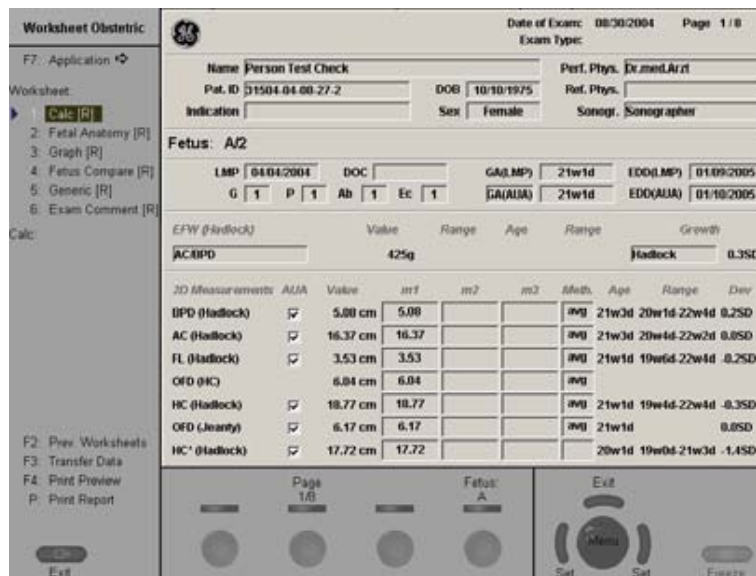 Worksheet Obstetric
F7: Application
Worksheet:
1: Calc [R]
2: Fetal Anatomy [R]
3: Graph [R]
4: Fetus Compare [R]
5: Generic [R]
6: Exam Comment [R]
Calc:
F2: Prev. Worksheets
F3: Transfer Data
F4: Print Preview
P: Print Report
Exit
Date of Exam: 08/30/2004 Page 1/8
Exam Type:
Name Person Test Check Perf. Phys. Dr.med.Arzt
Pat. ID 31504-04-08-27-2 DOB 10/10/1975 Ref. Phys.
Indication Sex Female Sonogr. Sonographer
Fetus: A/2
LMP 04/04/2004 DOC GA(LMP) 21w1d EDD(LMP) 01/09/2005
G 1 P 1 Ab 1 Ec 1 GA(AUA) 21w1d EDD(AUA) 01/10/2005
EFW (Hadlock) Value Range Age Range Growth
AC/BPD 425g Hadlock 0.3SD
2D Measurements AUA Value m1 m2 m3 Meth. Age Range Dev
BPD (Hadlock) 5.08 cm 5.08 avg 21w3d 20w1d-22w4d 0.2SD
AC (Hadlock) 16.37 cm 16.37 avg 21w3d 20w4d-22w2d 0.0SD
FL (Hadlock) 3.53 cm 3.53 avg 21w1d 19w6d-22w4d -0.2SD
OFD (HC) 6.04 cm 6.04 avg
HC (Hadlock) 18.77 cm 18.77 avg 21w1d 19w4d-22w4d -0.3SD
OFD (Jeanty) 6.17 cm 6.17 avg 21w1d 0.0SD
HC* (Hadlock) 17.72 cm 17.72 20w1d 19w0d-21w3d -1.4SD
Page
1/8
Fetus:
A
Exit
Menu
Set
Set
Freeze